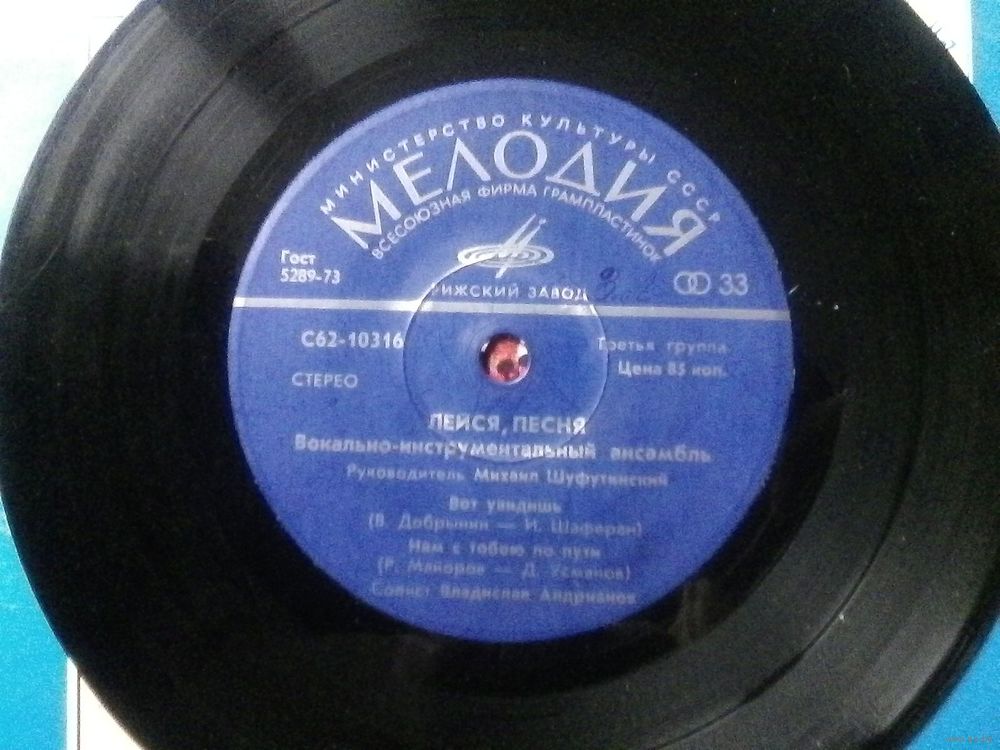 МИНИСТЕРСТВО КУЛЬТУРЫ СССР
МЕЛОДИЯ
ВСЕСОЮЗНАЯ ФИРМА ГРАМПЛАСТИНОК
Гост
5289-73
33
РИЖСКИЙ ЗАВОД
С62-10316
Третья группа
Цена 85 коп.
СТЕРЕО
ЛЕЙСЯ, ПЕСНЯ
Вокально-инструментальный ансамбль
Руководитель Михаил Шуфутинский
Вот увидишь
(В. Добрынин — И. Шаферан)
Нам с тобою по пути
(Р. Майоров — Д. Усманов)
Солист Владислав Андрианов